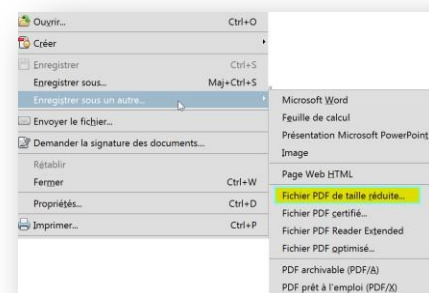 Ouvrir... Ctrl+O
Créer
Enregistrer Ctrl+S
Enregistrer sous... Maj+Ctrl+S
Enregistrer sous un autre...
Envoyer le fichier...
Demander la signature des documents...
Rétablir
Fermer Ctrl+W
Propriétés... Ctrl+D
Imprimer... Ctrl+P
Microsoft Word
Feuille de calcul
Présentation Microsoft PowerPoint
Image
Page Web HTML
Fichier PDF de taille réduite...
Fichier PDF certifié...
Fichier PDF Reader Extended
Fichier PDF optimisé...
PDF archivable (PDF/A)
PDF prêt à l'emploi (PDF/X)